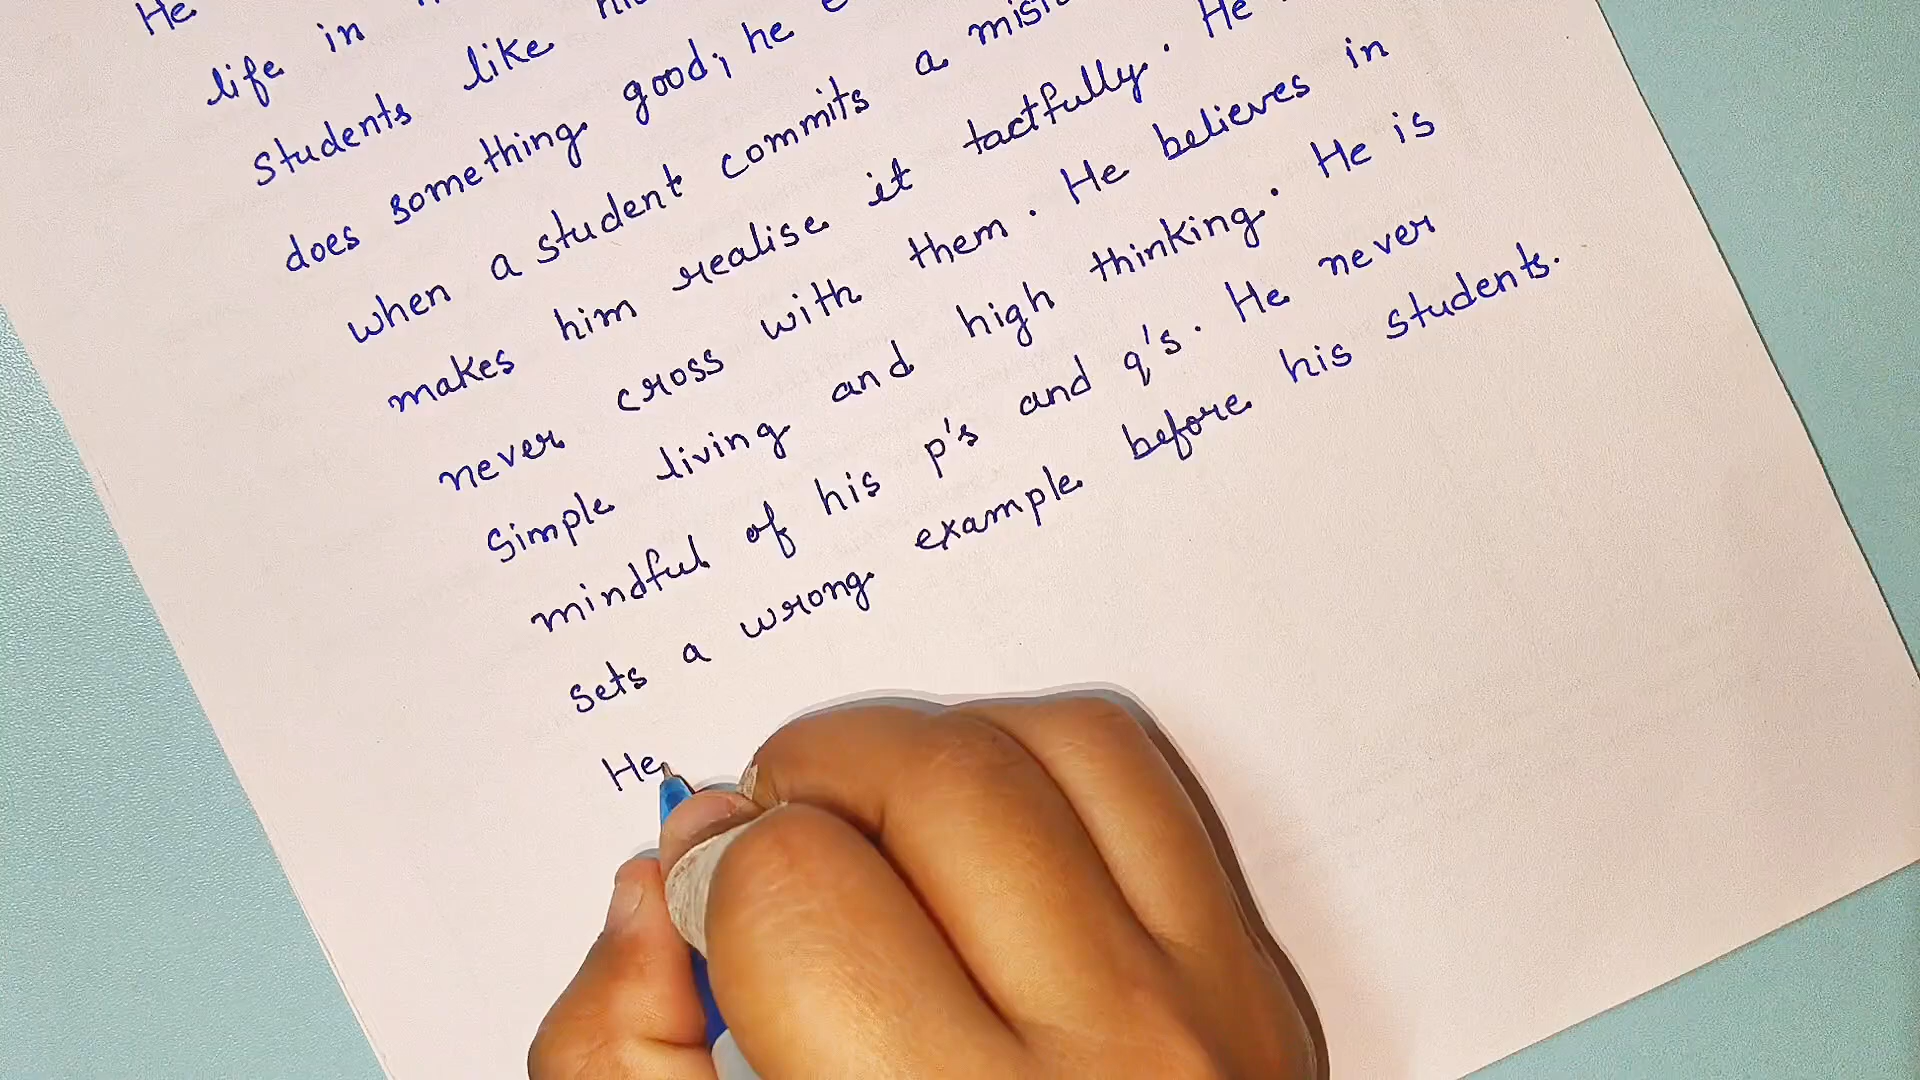 He
life in
students like
does something good, he
when a student commits a
makes him realise it tactfully. He
never cross with them. He believes in
simple living and high thinking. He is
mindful of his p's and q's. He never
sets a wrong example before his students.
He